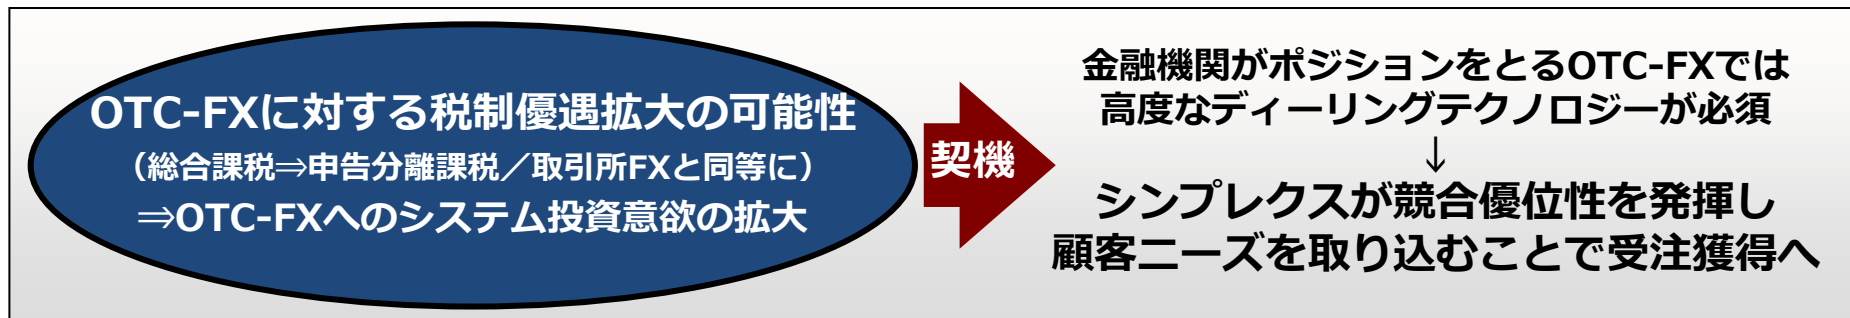 OTC-FXに対する税制優遇拡大の可能性
（総合課税⇒申告分離課税／取引所FXと同等に）
⇒OTC-FXへのシステム投資意欲の拡大
契機
金融機関がポジションをとるOTC-FXでは
高度なディーリングテクノロジーが必須
↓
シンプレクスが競合優位性を発揮し
顧客ニーズを取り込むことで受注獲得へ